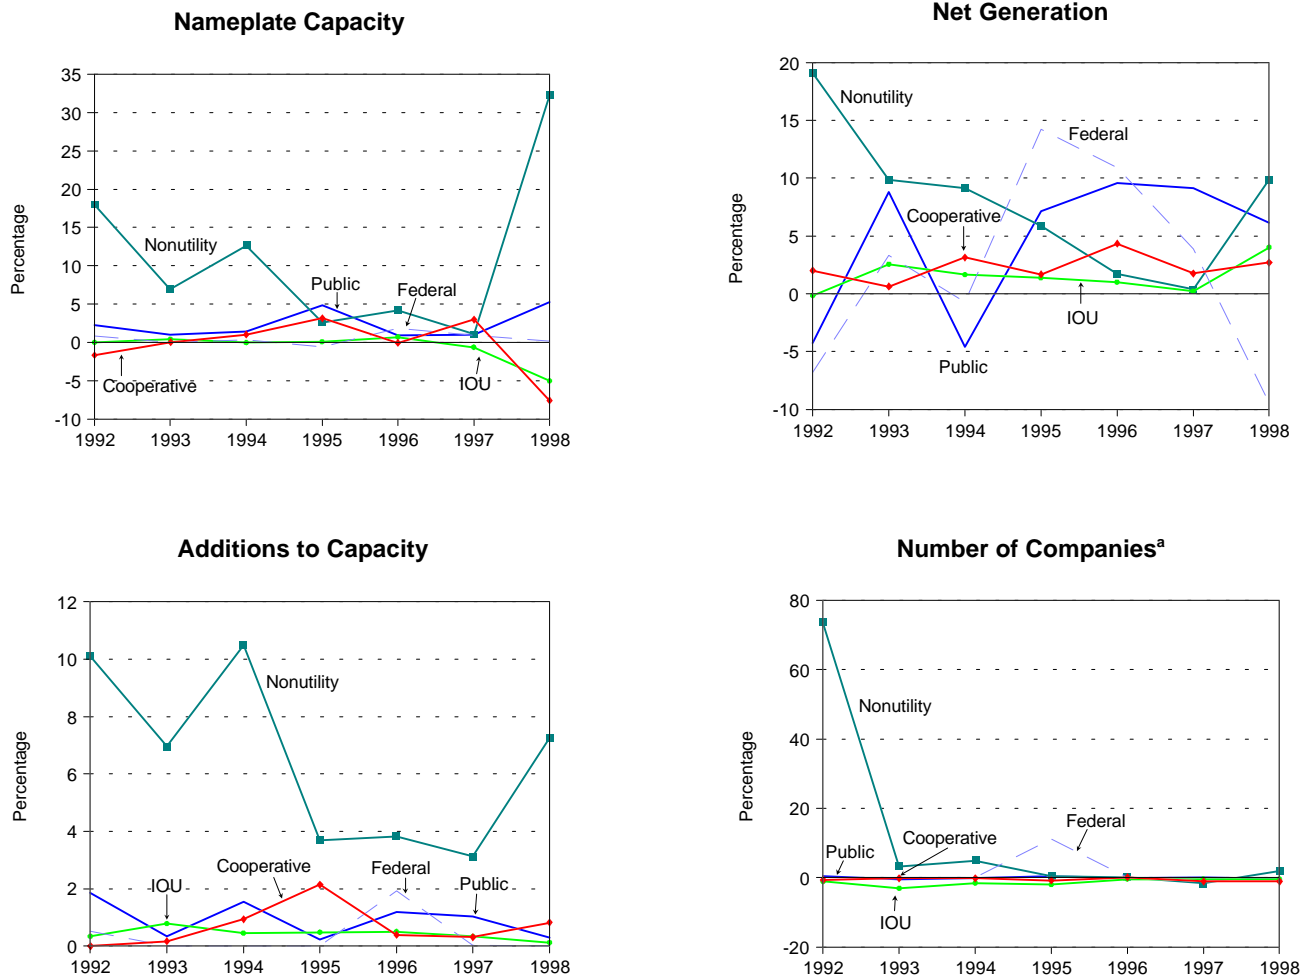 Nameplate Capacity
Percentage
35
30
25
20
15
10
5
0
-5
-10
Nonutility
Public
Federal
Cooperative
IOU
1992 1993 1994 1995 1996 1997 1998
Net Generation
Percentage
20
15
10
5
0
-5
-10
Nonutility
Federal
Cooperative
IOU
Public
1992 1993 1994 1995 1996 1997 1998
Additions to Capacity
Percentage
12
10
8
6
4
2
0
Nonutility
Cooperative
Federal
IOU
Public
1992 1993 1994 1995 1996 1997 1998
Number of Companiesᵃ
Percentage
80
60
40
20
0
-20
Nonutility
Federal
Cooperative
Public
IOU
1992 1993 1994 1995 1996 1997 1998